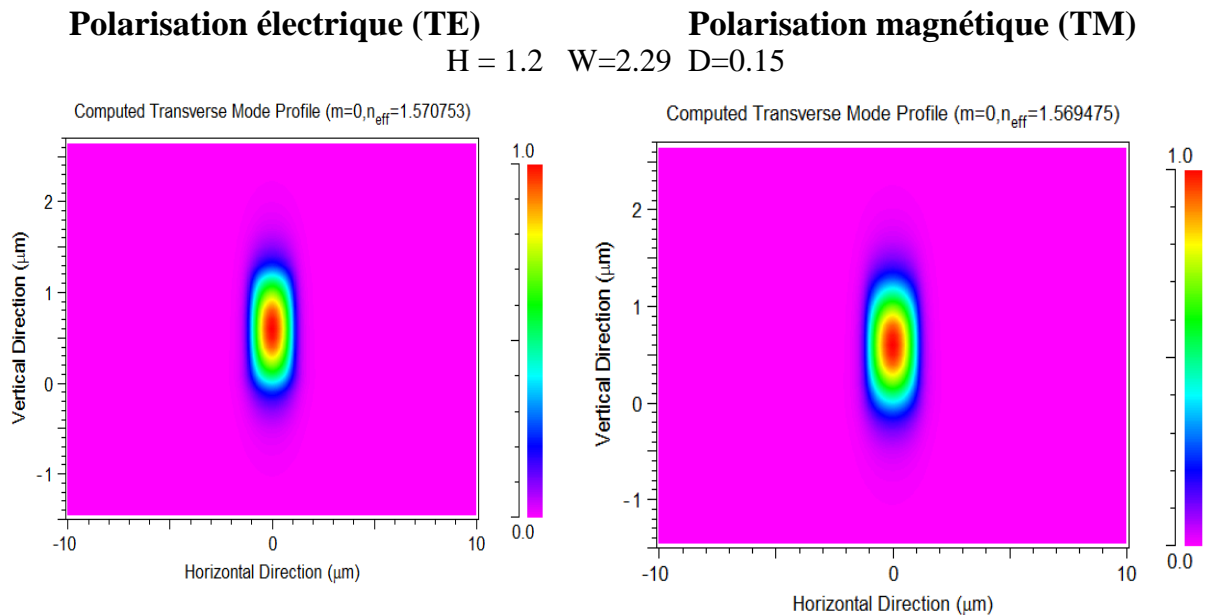 Polarisation électrique (TE)
Polarisation magnétique (TM)
H = 1.2 W=2.29 D=0.15
Computed Transverse Mode Profile (m=0,neff=1.570753)
1.0
2
1
0
-1
Vertical Direction (μm)
0.0
-10
0
10
Horizontal Direction (μm)
Computed Transverse Mode Profile (m=0,neff=1.569475)
1.0
2
1
0
-1
Vertical Direction (μm)
0.0
-10
0
10
Horizontal Direction (μm)